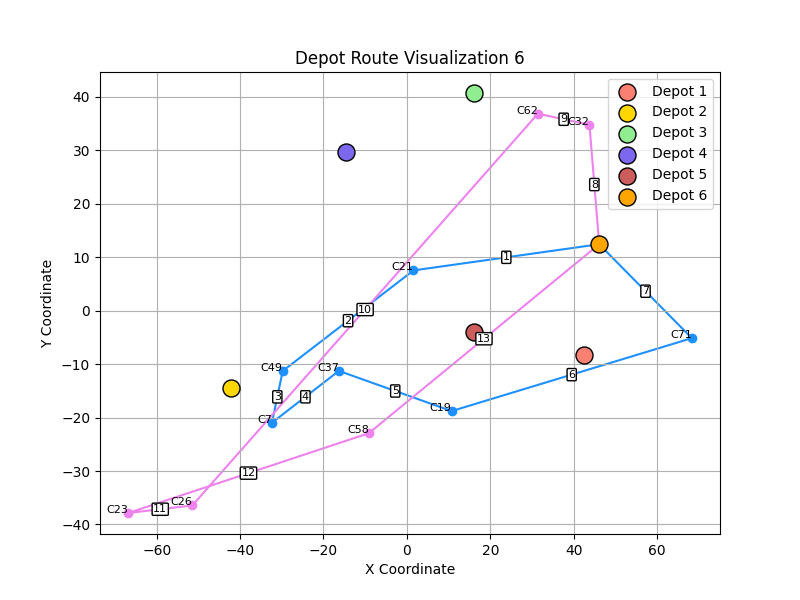 Depot Route Visualization 6
Depot 1
Depot 2
Depot 3
Depot 4
Depot 5
Depot 6
40
30
20
10
0
−10
−20
−30
−40
Y Coordinate
C62
9
C32
8
C21
1
7
10
2
C71
13
C49
C37
6
3
4
5
C19
C7
C58
12
C26
C23
11
−60
−40
−20
0
20
40
60
X Coordinate